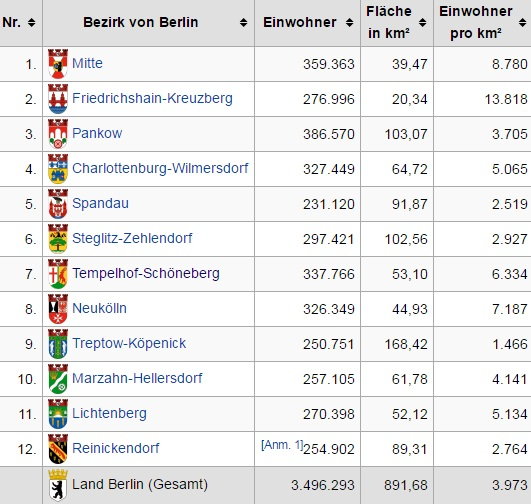 Nr. Bezirk von Berlin Einwohner Fläche in km² Einwohner pro km²
1. Mitte 359.363 39,47 8.780
2. Friedrichshain-Kreuzberg 276.996 20,34 13.818
3. Pankow 386.570 103,07 3.705
4. Charlottenburg-Wilmersdorf 327.449 64,72 5.065
5. Spandau 231.120 91,87 2.519
6. Steglitz-Zehlendorf 297.421 102,56 2.927
7. Tempelhof-Schöneberg 337.766 53,10 6.334
8. Neukölln 326.349 44,93 7.187
9. Treptow-Köpenick 250.751 168,42 1.466
10. Marzahn-Hellersdorf 257.105 61,78 4.141
11. Lichtenberg 270.398 52,12 5.134
12. Reinickendorf [Anm. 1]254.902 89,31 2.764
Land Berlin (Gesamt) 3.496.293 891,68 3.973